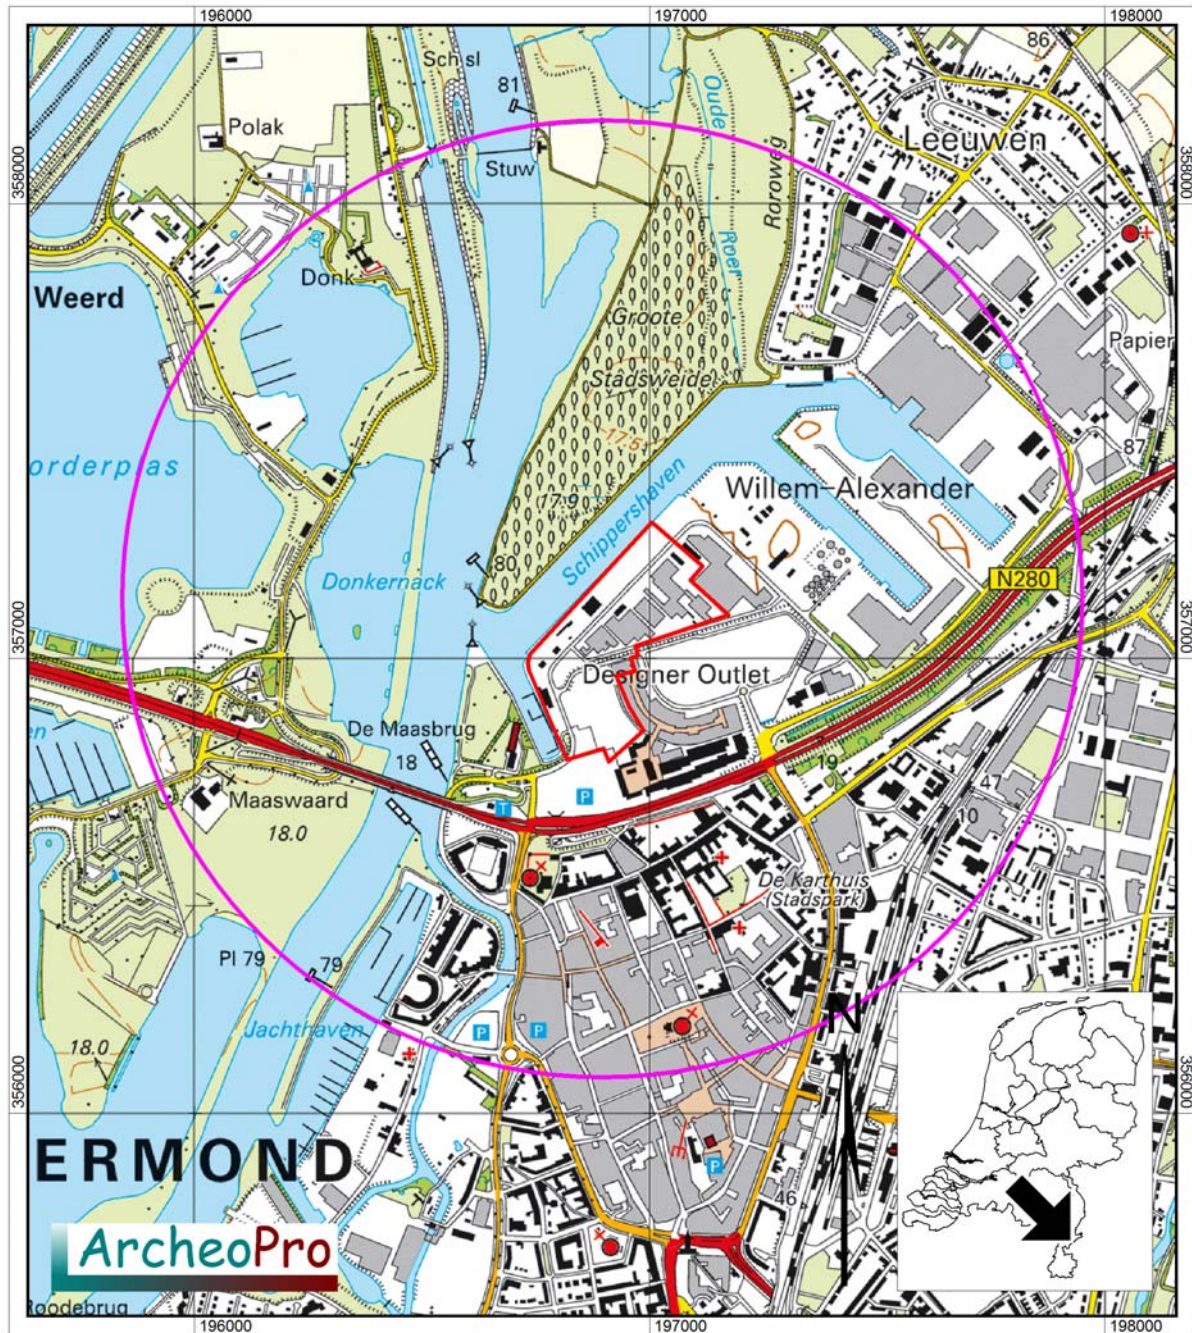 196000
197000
198000
Sch sl
81
86
Polak
Oude
Leeuwen
Stuw
Roroweg
358000
358000
Roer
Donk
Weerd
Groote
Papier
Stadsweide
orderplas
17.5
87
Willem-Alexander
17.9
Schippershaven
80
N280
Donkernack
357000
357000
Designer Outlet
De Maasbrug
18
19
Maaswaard
P
T
47
18.0
10
De Karthuis
(Stadspark)
Pl 79
79
N
Jachthaven
P
P
18.0
356000
356000
ERMOND
P
46
ArcheoPro
Roodebrug
196000
197000
198000